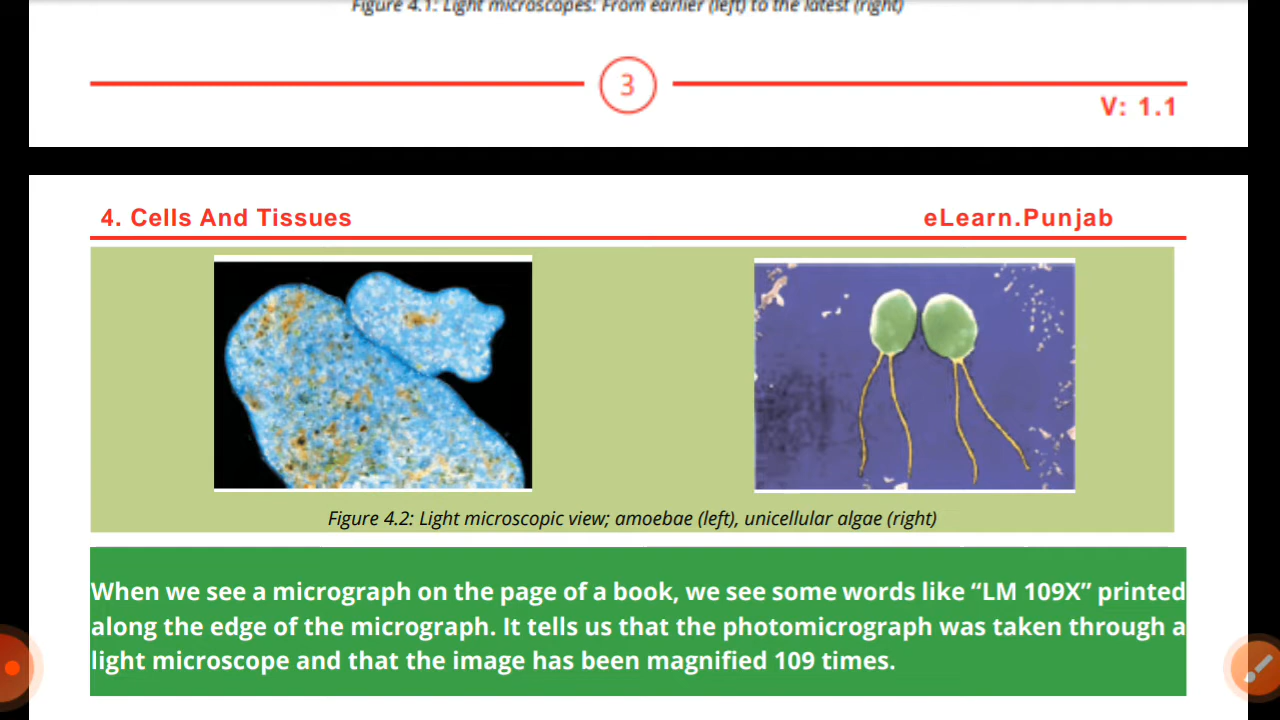 Figure 4.1: Light microscopes: From earlier (left) to the latest (right)
3
V: 1.1
4. Cells And Tissues
eLearn.Punjab
Figure 4.2: Light microscopic view; amoebae (left), unicellular algae (right)
When we see a micrograph on the page of a book, we see some words like “LM 109X” printed
along the edge of the micrograph. It tells us that the photomicrograph was taken through a
light microscope and that the image has been magnified 109 times.